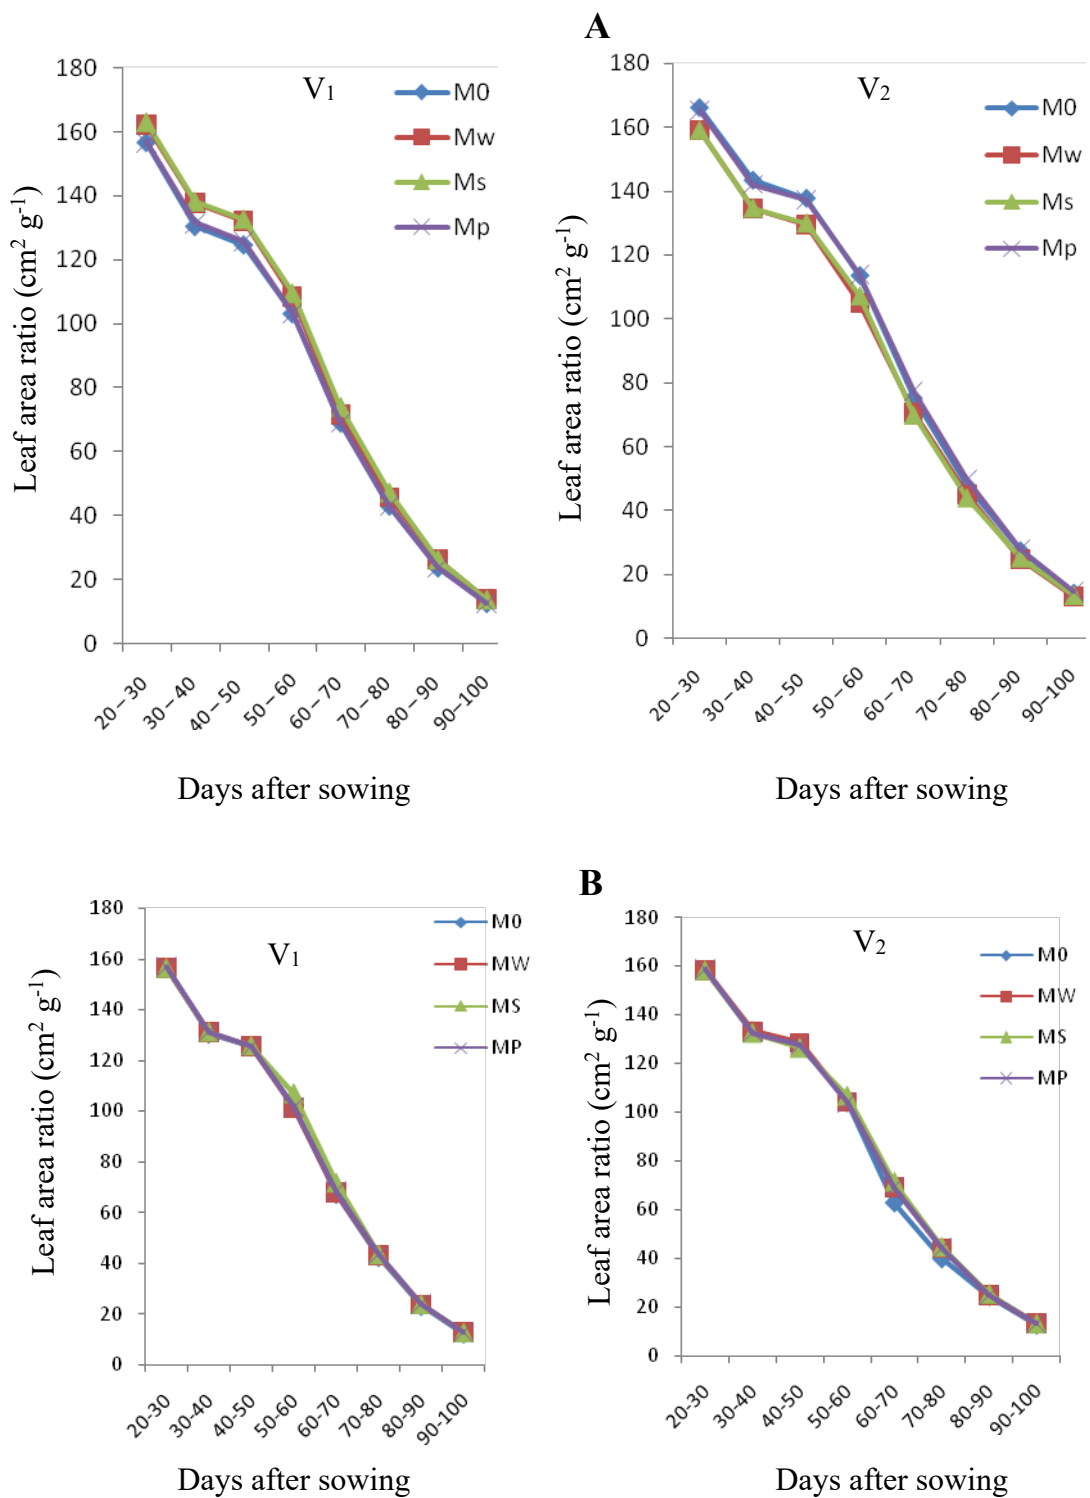 A
V₁
M0
Mw
Ms
Mp
Leaf area ratio (cm² g⁻¹)
180
160
140
120
100
80
60
40
20
0
20–30
30–40
40–50
50–60
60–70
70–80
80–90
90–100
Days after sowing
V₂
M0
Mw
Ms
Mp
Leaf area ratio (cm² g⁻¹)
180
160
140
120
100
80
60
40
20
0
20–30
30–40
40–50
50–60
60–70
70–80
80–90
90–100
Days after sowing
B
V₁
M0
MW
MS
MP
Leaf area ratio (cm² g⁻¹)
180
160
140
120
100
80
60
40
20
0
20-30
30-40
40-50
50-60
60-70
70-80
80-90
90-100
Days after sowing
V₂
M0
MW
MS
MP
Leaf area ratio (cm² g⁻¹)
180
160
140
120
100
80
60
40
20
0
20-30
30-40
40-50
50-60
60-70
70-80
80-90
90-100
Days after sowing